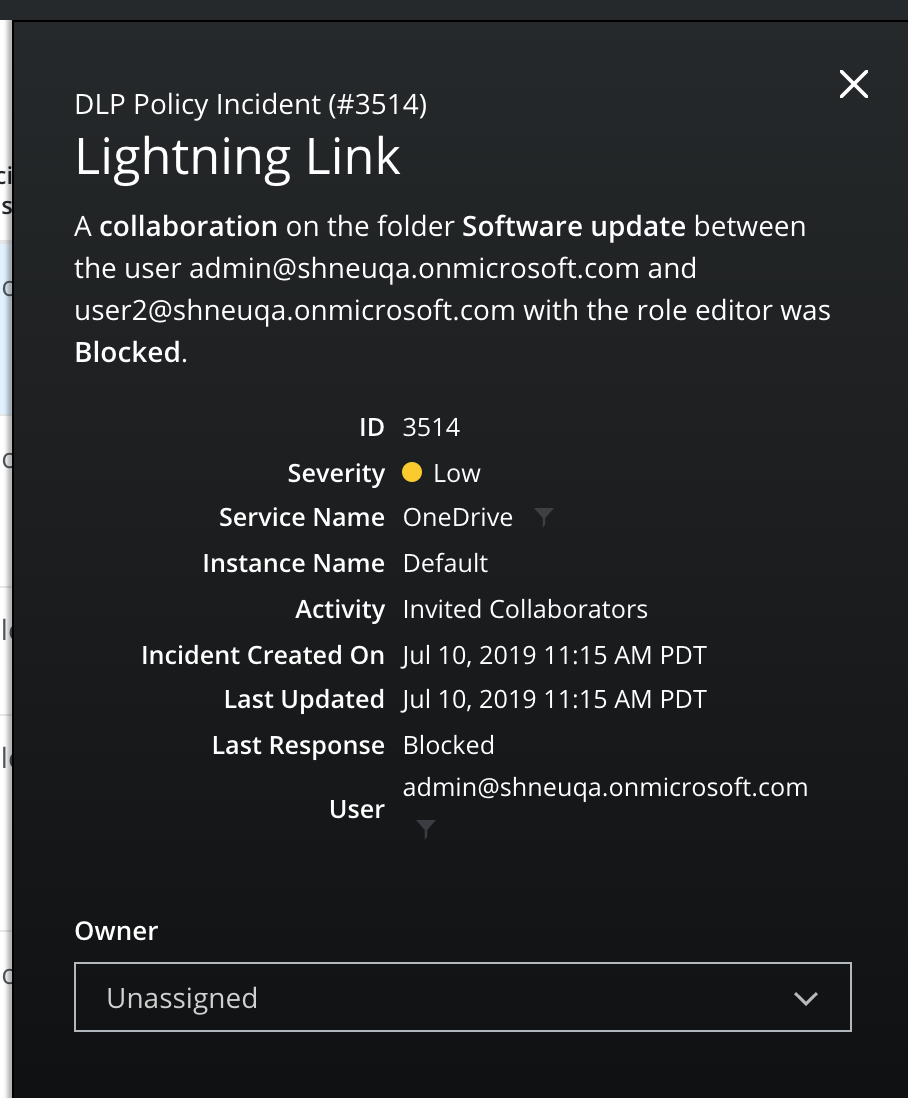 DLP Policy Incident (#3514)
Lightning Link
A collaboration on the folder Software update between
the user admin@shneuqa.onmicrosoft.com and
user2@shneuqa.onmicrosoft.com with the role editor was
Blocked.
ID 3514
Severity Low
Service Name OneDrive
Instance Name Default
Activity Invited Collaborators
Incident Created On Jul 10, 2019 11:15 AM PDT
Last Updated Jul 10, 2019 11:15 AM PDT
Last Response Blocked
User admin@shneuqa.onmicrosoft.com
Owner
Unassigned